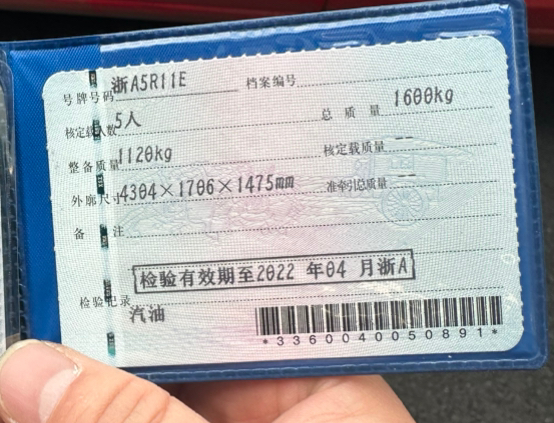 号牌号码 浙A5R11E 档案编号
核定载人数 5人 总质量 1600kg
整备质量 1120kg 核定载质量 --
外廓尺寸 4304×1706×1475mm 准牵引总质量 --
备注
检验有效期至2022 年04 月浙A
检验记录
汽油
*3360040050891*